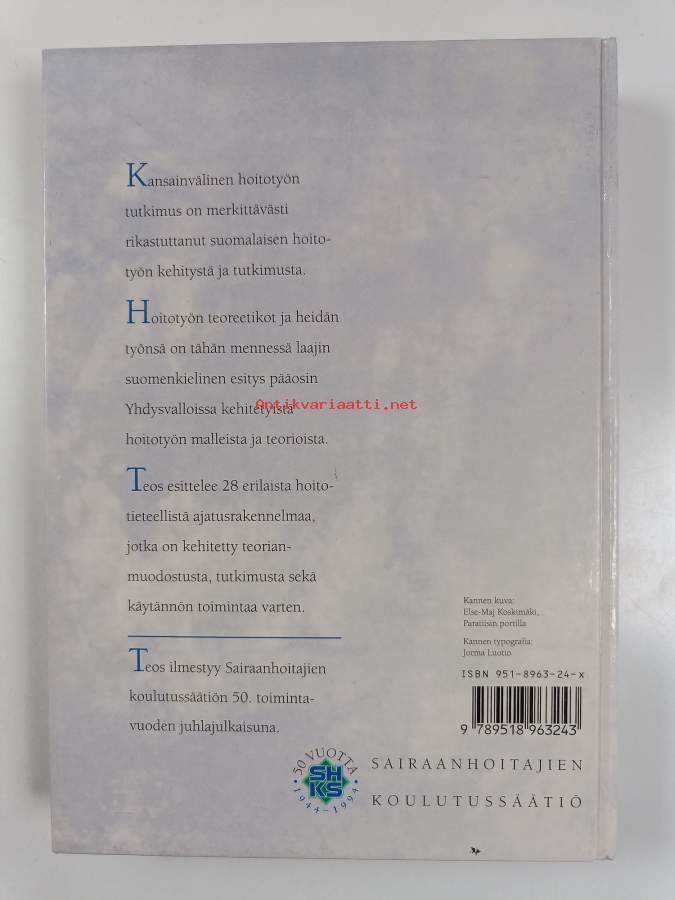 Kansainvälinen hoitotyön
tutkimus on merkittävästi
rikastuttanut suomalaisen hoito-
työn kehitystä ja tutkimusta.
Hoitotyön teoreetikot ja heidän
työnsä on tähän mennessä laajin
suomenkielinen esitys pääosin
Yhdysvalloissa kehitetyistä
hoitotyön malleista ja teorioista.
Antikvariaatti.net
Teos esittelee 28 erilaista hoito-
tieteellistä ajatusrakennelmaa,
jotka on kehitetty teorian-
muodostusta, tutkimusta sekä
käytännön toimintaa varten.
Teos ilmestyy Sairaanhoitajien
koulutussäätiön 50. toiminta-
vuoden juhlajulkaisuna.
Kannen kuva:
Else-Maj Koskimäki,
Paratiisin portilla
Kannen typografia:
Jorma Luotio
ISBN 951-8963-24-x
9 789518 963243
50 VUOTTA
SHKS
1944-1994
SAIRAANHOITAJIEN
KOULUTUSSÄÄTIÖ